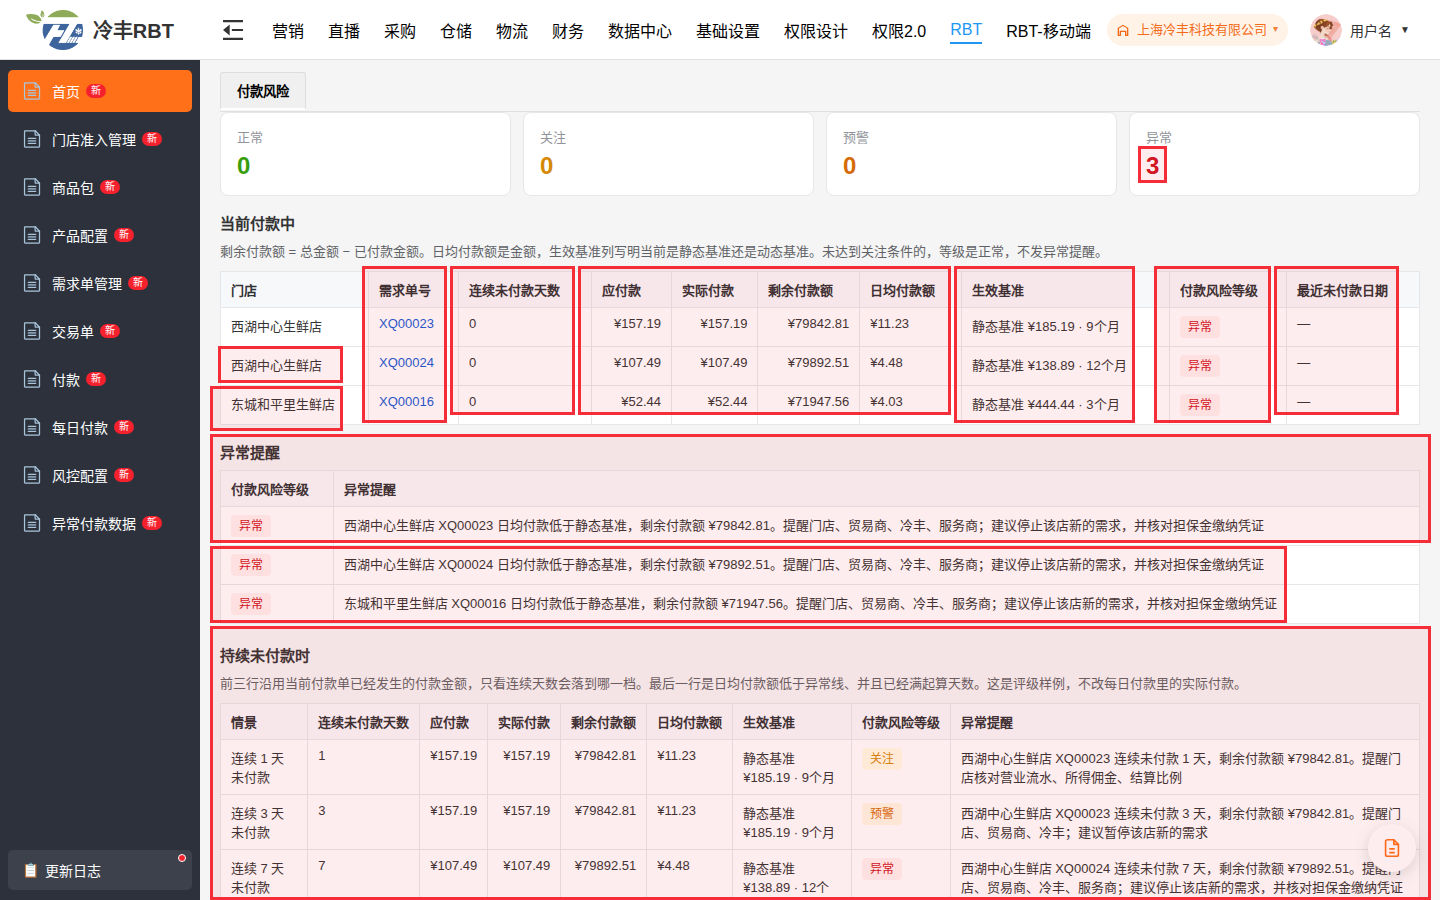 冷丰RBT
营销 直播 采购 仓储 物流 财务 数据中心 基础设置 权限设计 权限2.0 RBT RBT-移动端 上海冷丰科技有限公司 ▾ 用户名 ▼
首页 新
门店准入管理 新
商品包 新
产品配置 新
需求单管理 新
交易单 新
付款 新
每日付款 新
风控配置 新
异常付款数据 新
更新日志
付款风险
正常 关注 预警 异常
0 0 0 3
当前付款中
剩余付款额 = 总金额 − 已付款金额。日均付款额是金额，生效基准列写明当前是静态基准还是动态基准。未达到关注条件的，等级是正常，不发异常提醒。
门店 需求单号 连续未付款天数 应付款 实际付款 剩余付款额 日均付款额 生效基准 付款风险等级 最近未付款日期
西湖中心生鲜店 XQ00023 0 ¥157.19 ¥157.19 ¥79842.81 ¥11.23 静态基准 ¥185.19 · 9个月 异常 —
西湖中心生鲜店 XQ00024 0 ¥107.49 ¥107.49 ¥79892.51 ¥4.48 静态基准 ¥138.89 · 12个月 异常 —
东城和平里生鲜店 XQ00016 0 ¥52.44 ¥52.44 ¥71947.56 ¥4.03 静态基准 ¥444.44 · 3个月 异常 —
异常提醒
付款风险等级 异常提醒
异常 西湖中心生鲜店 XQ00023 日均付款低于静态基准，剩余付款额 ¥79842.81。提醒门店、贸易商、冷丰、服务商；建议停止该店新的需求，并核对担保金缴纳凭证
异常 西湖中心生鲜店 XQ00024 日均付款低于静态基准，剩余付款额 ¥79892.51。提醒门店、贸易商、冷丰、服务商；建议停止该店新的需求，并核对担保金缴纳凭证
异常 东城和平里生鲜店 XQ00016 日均付款低于静态基准，剩余付款额 ¥71947.56。提醒门店、贸易商、冷丰、服务商；建议停止该店新的需求，并核对担保金缴纳凭证
持续未付款时
前三行沿用当前付款单已经发生的付款金额，只看连续天数会落到哪一档。最后一行是日均付款额低于异常线、并且已经满起算天数。这是评级样例，不改每日付款里的实际付款。
情景 连续未付款天数 应付款 实际付款 剩余付款额 日均付款额 生效基准 付款风险等级 异常提醒
连续 1 天 1 ¥157.19 ¥157.19 ¥79842.81 ¥11.23 静态基准 关注 西湖中心生鲜店 XQ00023 连续未付款 1 天，剩余付款额 ¥79842.81。提醒门
未付款 ¥185.19 · 9个月 店核对营业流水、所得佣金、结算比例
连续 3 天 3 ¥157.19 ¥157.19 ¥79842.81 ¥11.23 静态基准 预警 西湖中心生鲜店 XQ00023 连续未付款 3 天，剩余付款额 ¥79842.81。提醒门
未付款 ¥185.19 · 9个月 店、贸易商、冷丰；建议暂停该店新的需求
连续 7 天 7 ¥107.49 ¥107.49 ¥79892.51 ¥4.48 静态基准 异常 西湖中心生鲜店 XQ00024 连续未付款 7 天，剩余付款额 ¥79892.51。提醒门
未付款 ¥138.89 · 12个 店、贸易商、冷丰、服务商；建议停止该店新的需求，并核对担保金缴纳凭证